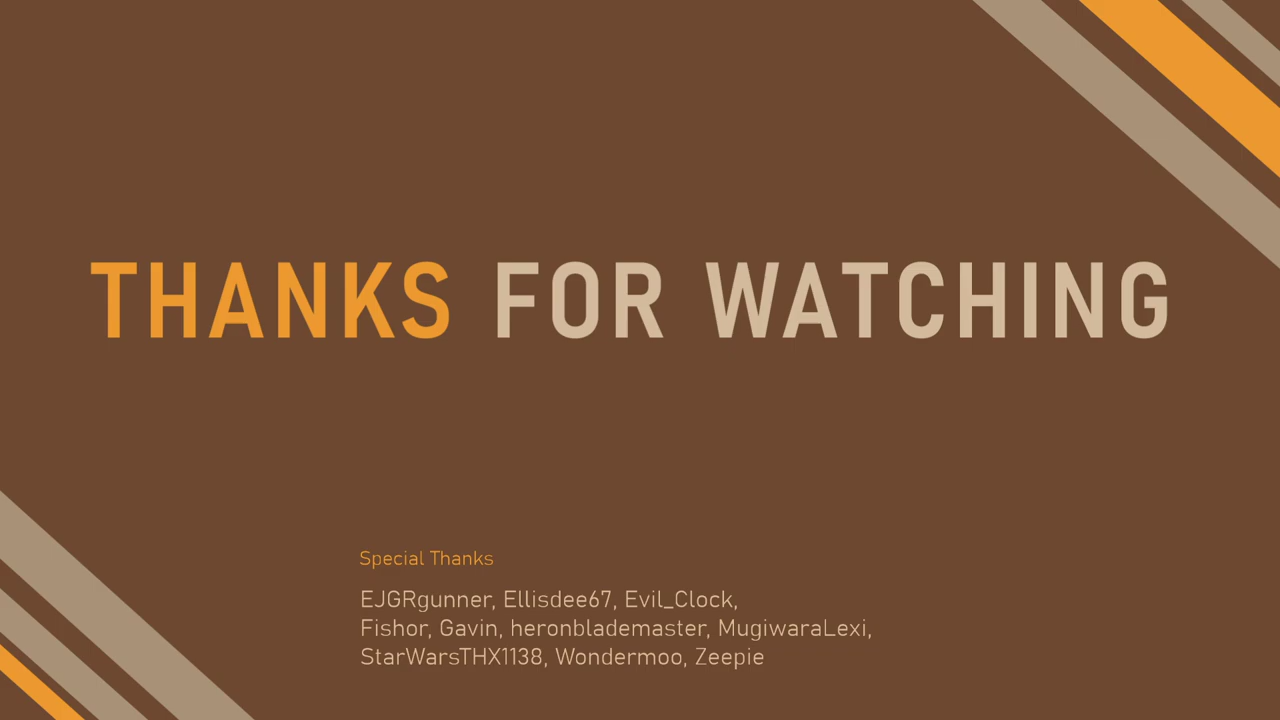 THANKS FOR WATCHING
Special Thanks
EJGRgunner, Ellisdee67, Evil_Clock,
Fishor, Gavin, heronblademaster, MugiwaraLexi,
StarWarsTHX1138, Wondermoo, Zeepie